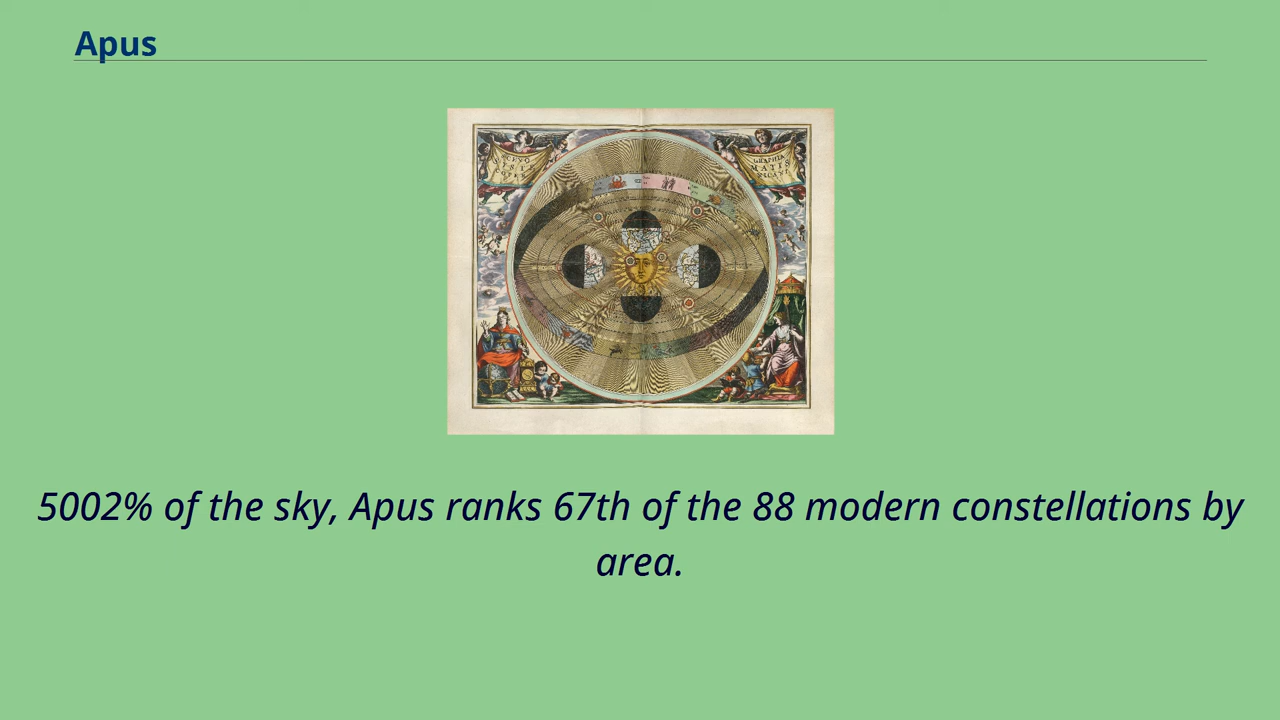 Apus
5002% of the sky, Apus ranks 67th of the 88 modern constellations by
area.